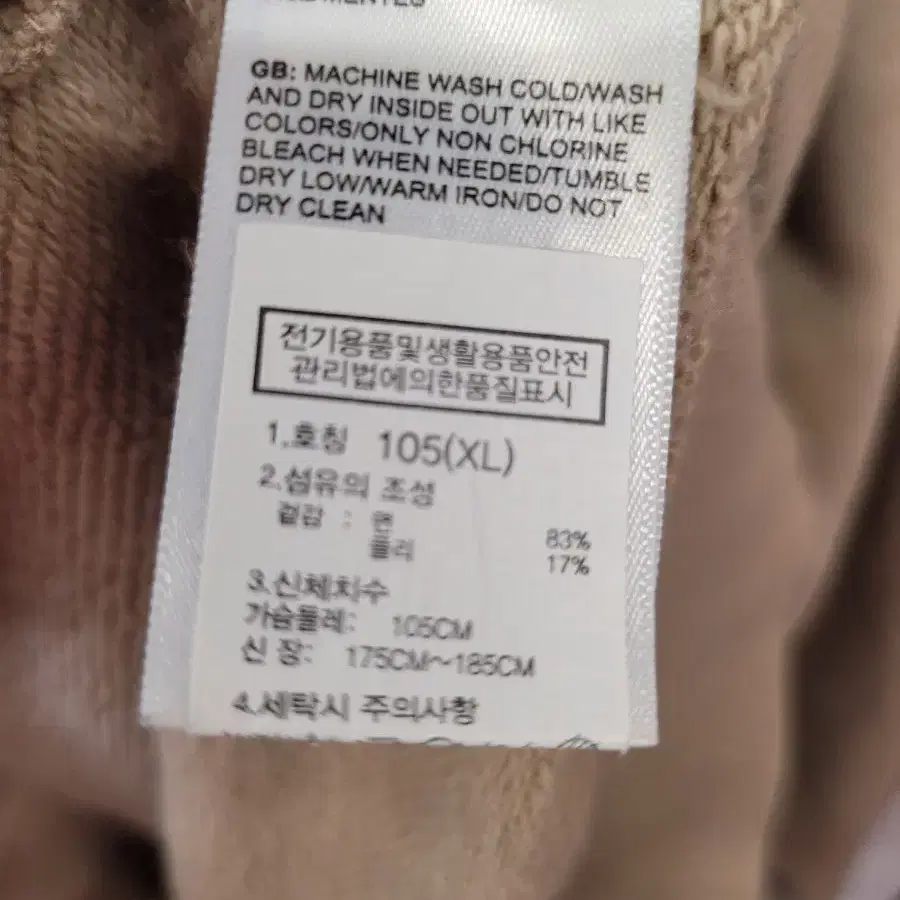 GB: MACHINE WASH COLD/WASH
AND DRY INSIDE OUT WITH LIKE
COLORS/ONLY NON CHLORINE
BLEACH WHEN NEEDED/TUMBLE
DRY LOW/WARM IRON/DO NOT
DRY CLEAN
전기용품및생활용품안전
관리법에의한품질표시
1.호칭 105(XL)
2.섬유의 조성
겉감 : 면 83%
폴리 17%
3.신체치수
가슴둘레: 105CM
신 장: 175CM~185CM
4.세탁시 주의사항